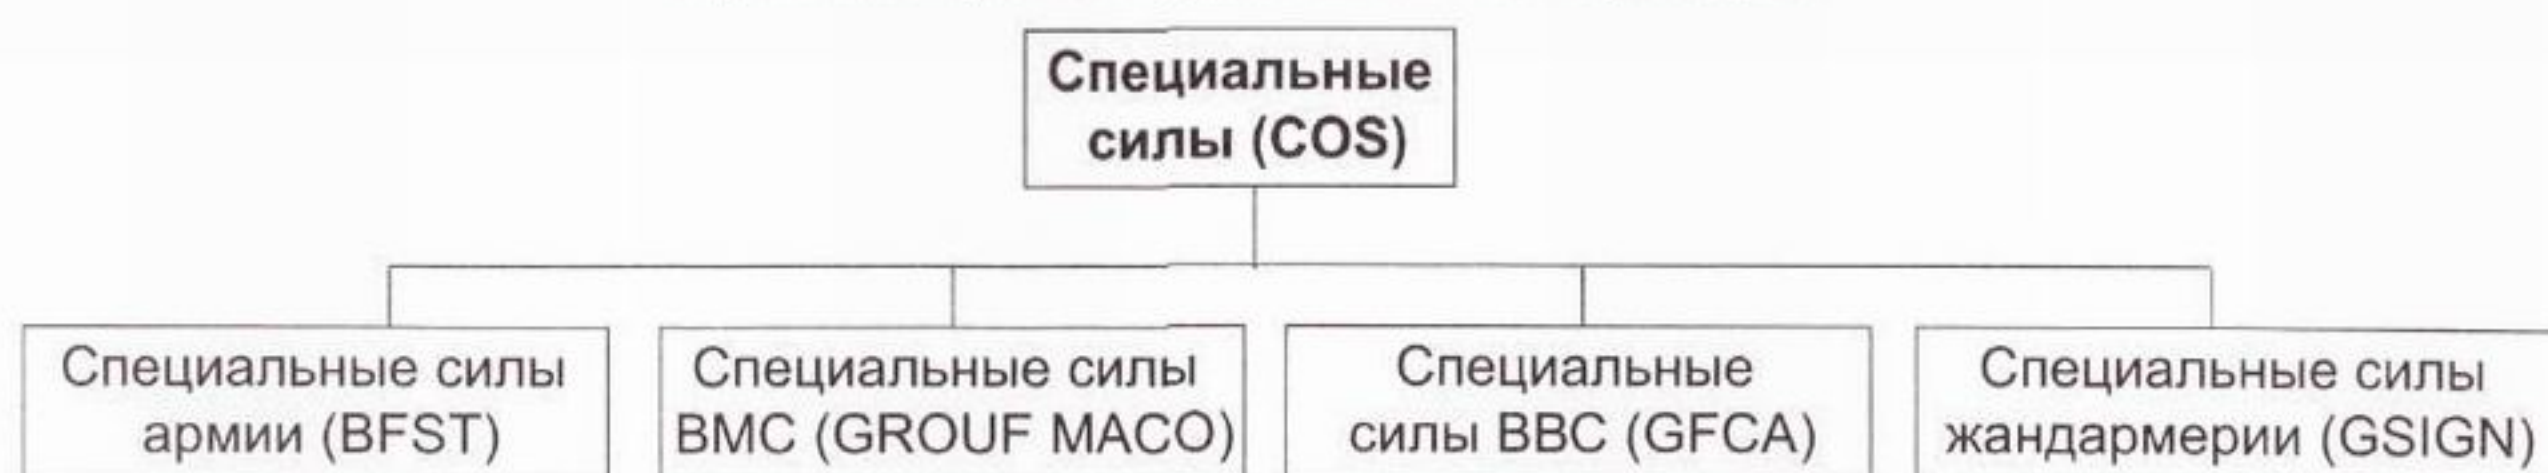 Специальные
силы (COS)
Специальные силы
армии (BFST)
Специальные силы
ВМС (GROUF MACO)
Специальные
силы ВВС (GFCA)
Специальные силы
жандармерии (GSIGN)